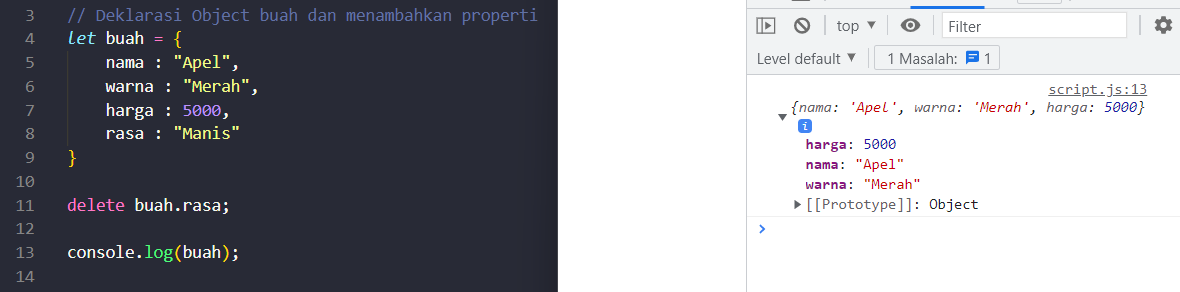 3 // Deklarasi Object buah dan menambahkan properti
4 let buah = {
5 nama : "Apel",
6 warna : "Merah",
7 harga : 5000,
8 rasa : "Manis"
9 }
10
11 delete buah.rasa;
12
13 console.log(buah);
14
top ▼ Filter
Level default ▼ 1 Masalah: 1
script.js:13
▼ {nama: 'Apel', warna: 'Merah', harga: 5000}
i
harga: 5000
nama: "Apel"
warna: "Merah"
▶ [[Prototype]]: Object
>